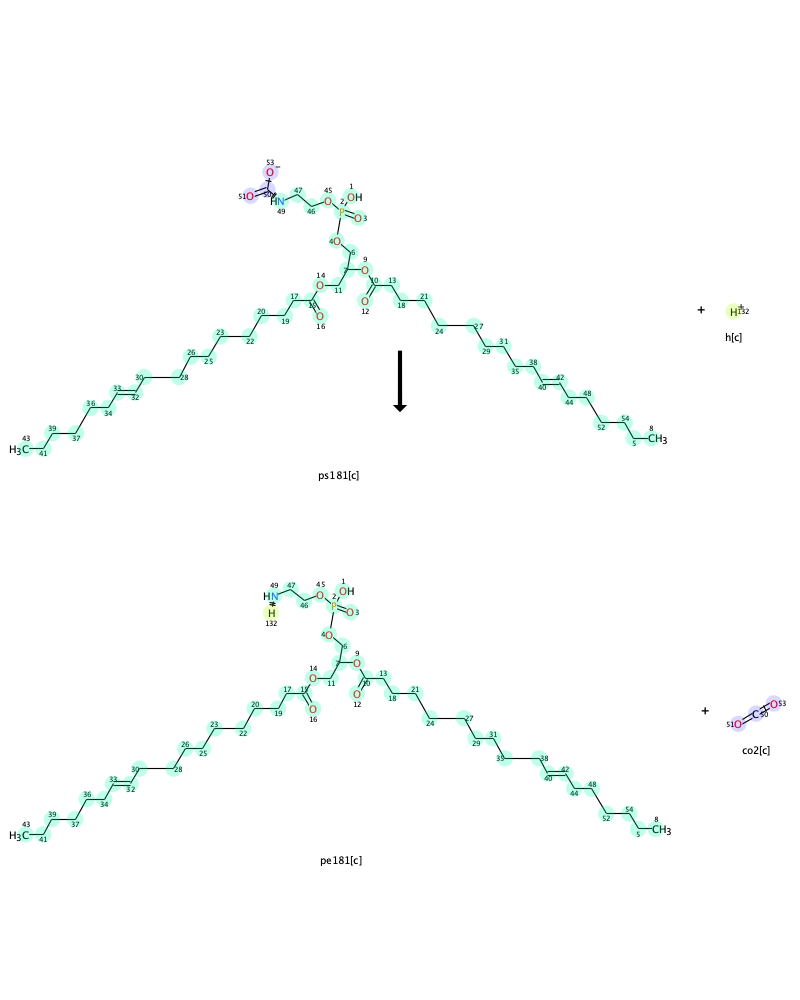 53
O
-
51 O 50 HN 49 47 46 45 O 2 P 1 OH O 3
4 O 6
9 O 14 O 11 10 13
12 O 15 16 O 17 18
20 19 21
23 22 24 27
26 25 29 31
30 28 35 38
33 32 40 42
36 34 44 48
39 37 52 54
H3C 43 41 5 8 CH3
+
H+ 132
h[c]
ps181[c]
49 HN 47 46 45 O 2 P 1 OH O 3
H
132
4 O 6
9 O 14 O 11 10 13
12 O 15 16 O 17 18
20 19 21
23 22 24 27
26 25 29 31
30 28 35 38
33 32 40 42
36 34 44 48
39 37 52 54
H3C 43 41 5 8 CH3
+
51 O C 50 O 53
co2[c]
pe181[c]